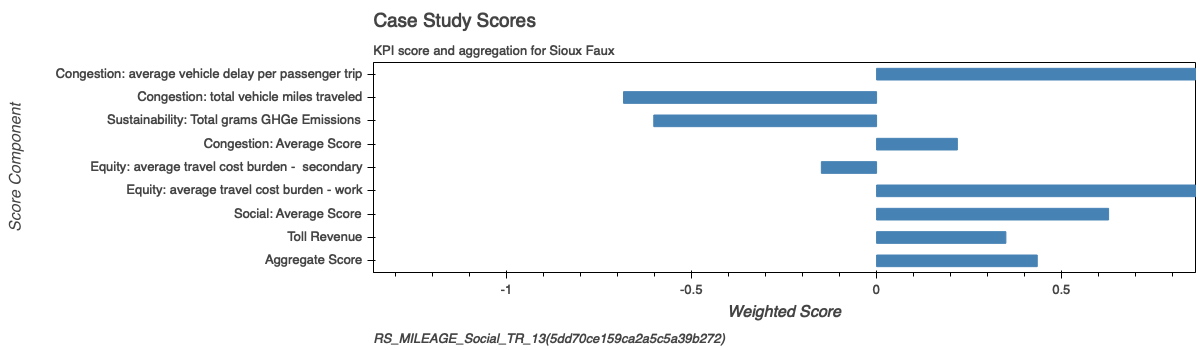 Case Study Scores
KPI score and aggregation for Sioux Faux
Score Component
Congestion: average vehicle delay per passenger trip
Congestion: total vehicle miles traveled
Sustainability: Total grams GHGe Emissions
Congestion: Average Score
Equity: average travel cost burden -  secondary
Equity: average travel cost burden - work
Social: Average Score
Toll Revenue
Aggregate Score
-1 -0.5 0 0.5
Weighted Score
RS_MILEAGE_Social_TR_13(5dd70ce159ca2a5c5a39b272)